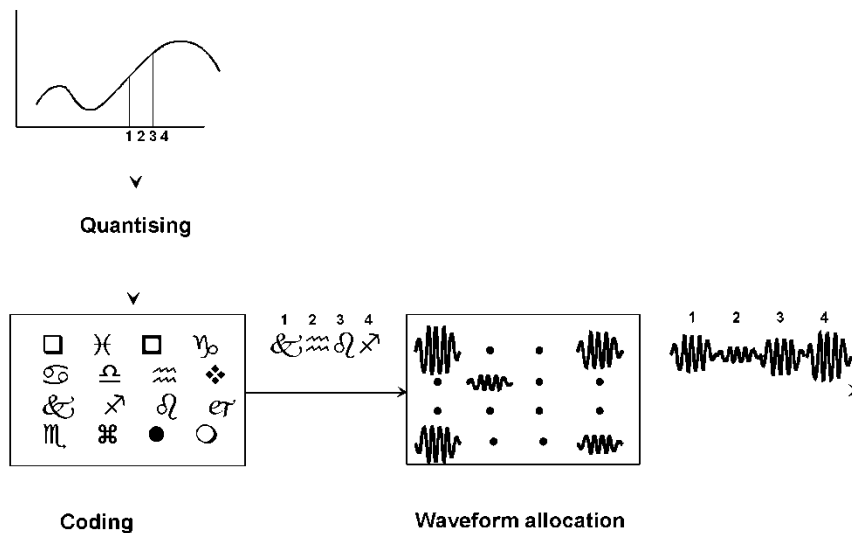 1 2 3 4
Quantising
❑ ♓ ◻ ♑
♋ ♎ ♒ ❖
🙰 ♐ ♌ 🙵
♏ ⌘ ● ❍
1 2 3 4
🙰 ♒ ♌ ♐
1 2 3 4
Coding
Waveform allocation